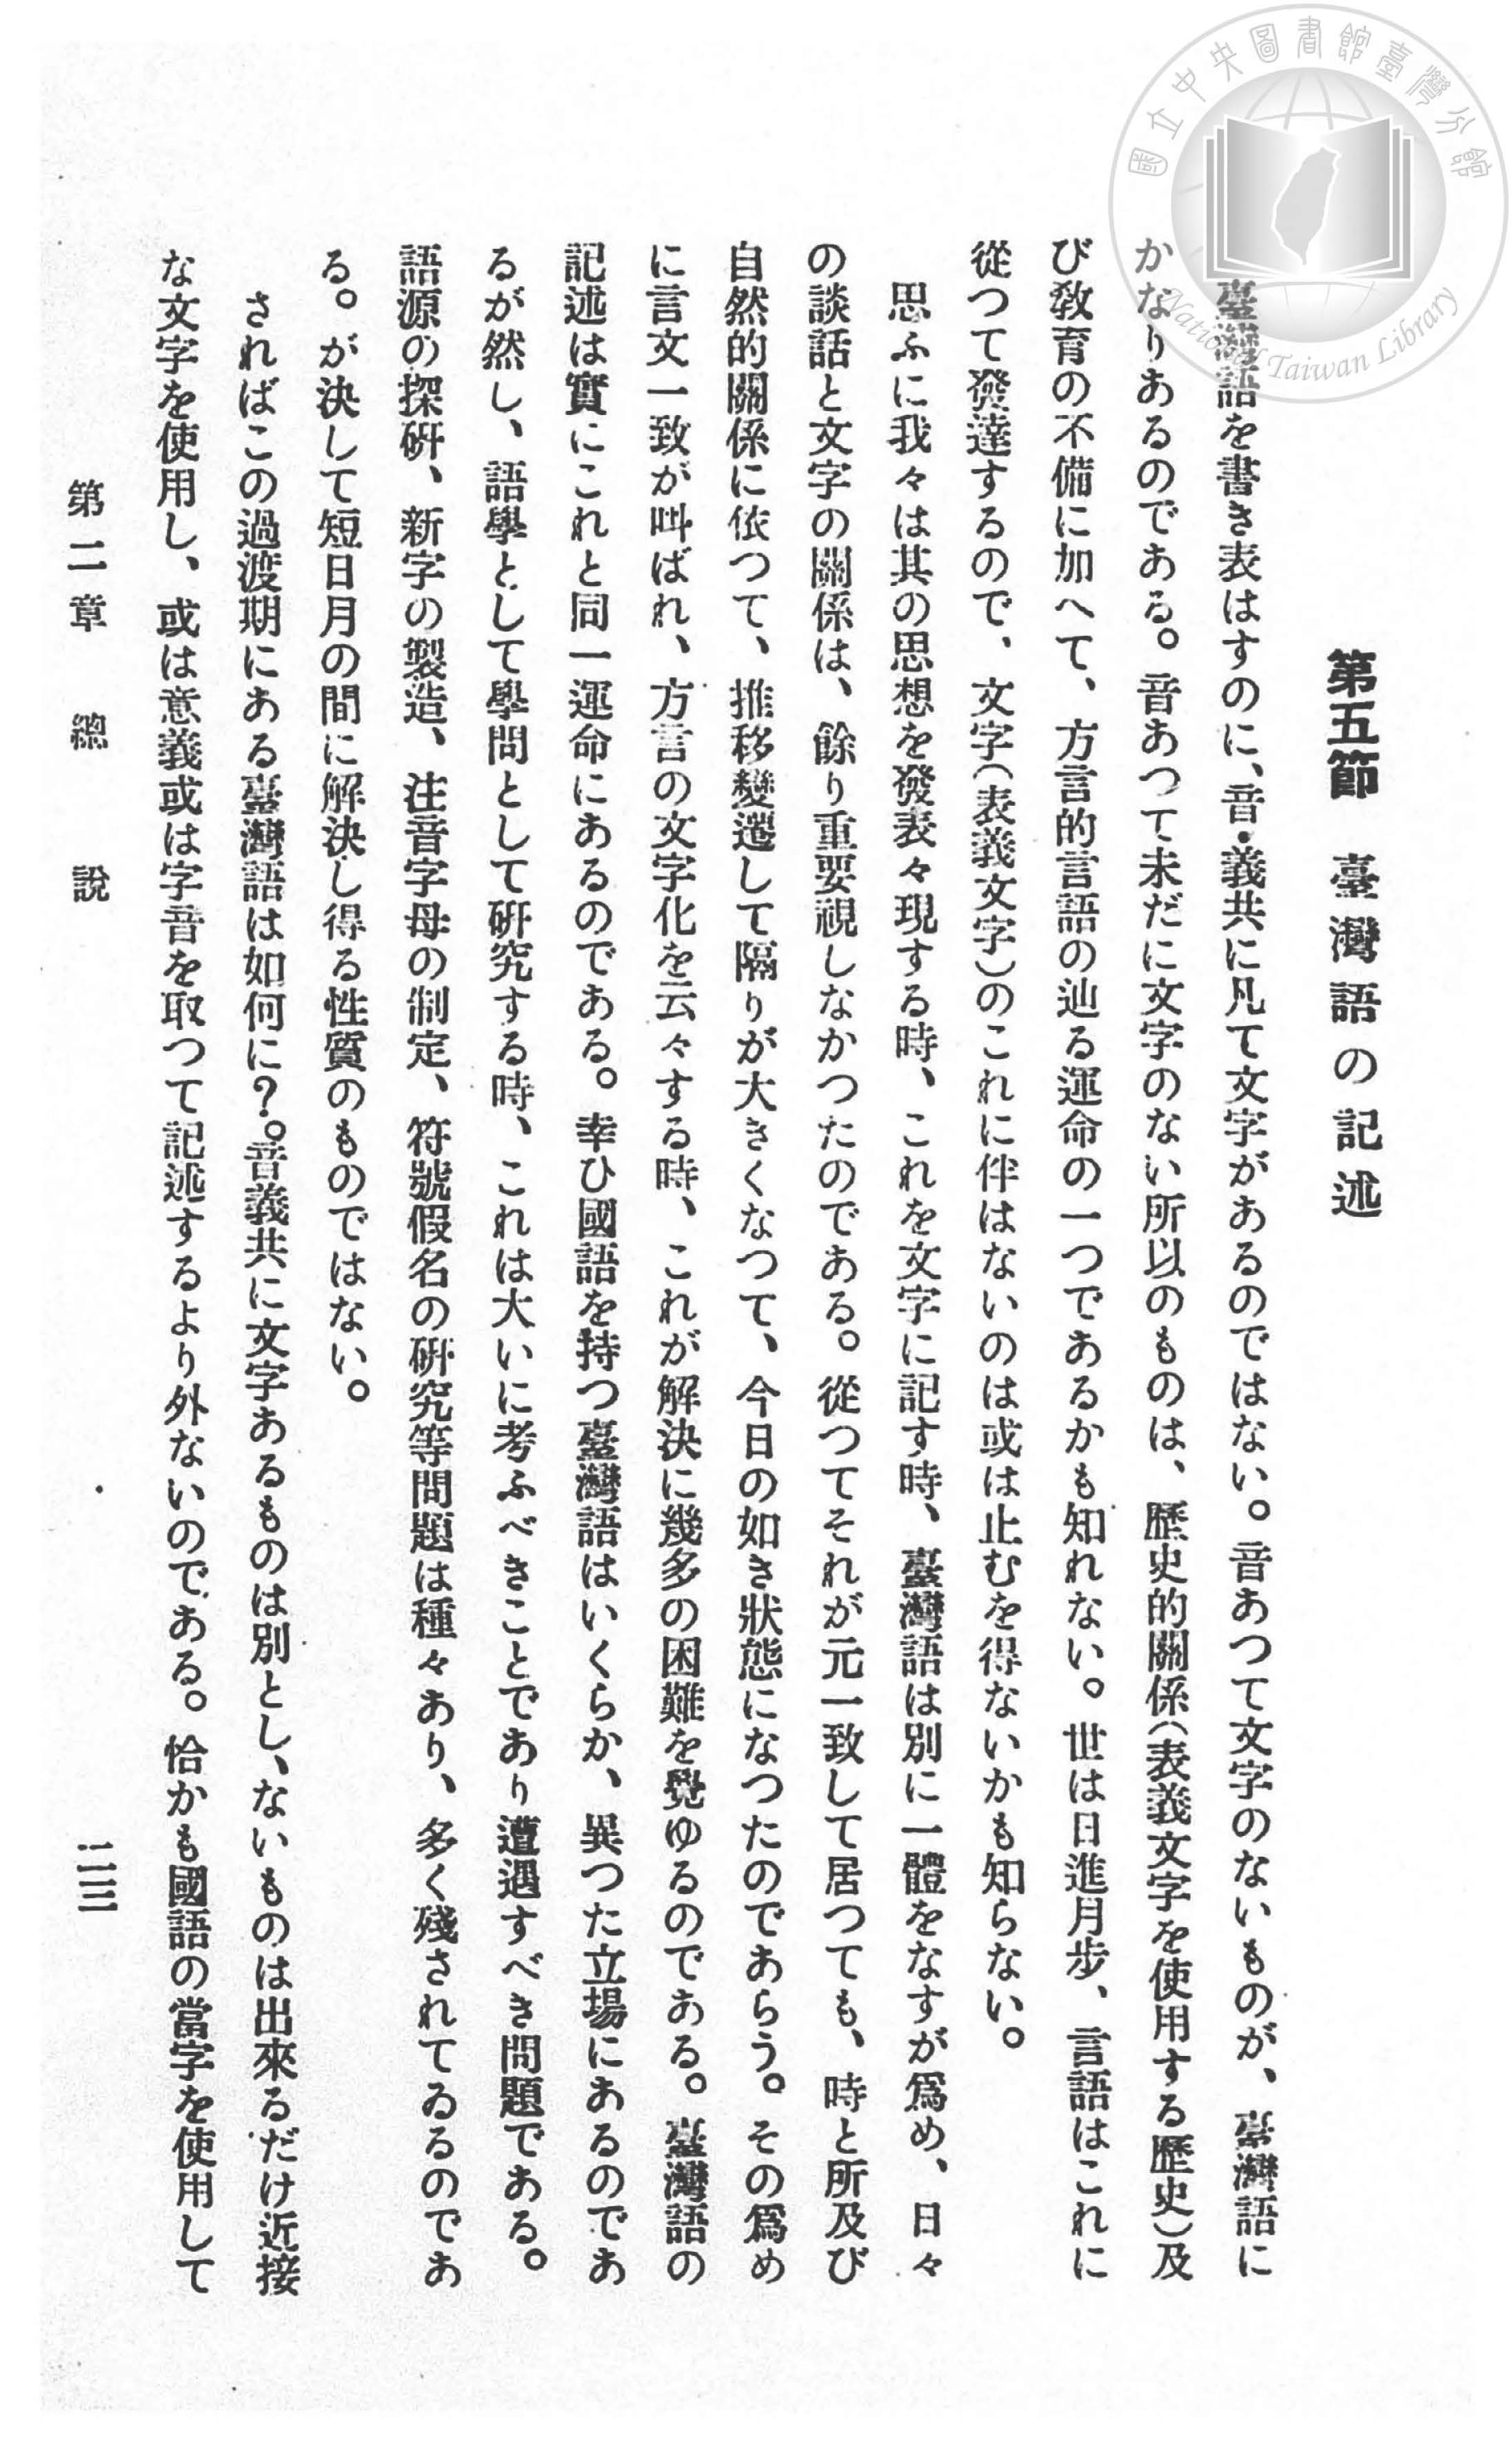 國立中央圖書館臺灣分館
National Taiwan Library
第五節　臺灣語の記述
臺灣語を書き表はすのに、音・義共に凡て文字があるのではない。音あつて文字のないものが、臺灣語に
かなりあるのである。音あつて未だに文字のない所以のものは、歷史的關係(表義文字を使用する歷史)及
び敎育の不備に加へて、方言的言語の辿る運命の一つであるかも知れない。世は日進月步、言語はこれに
從つて發達するので、文字(表義文字)のこれに伴はないのは或は止むを得ないかも知らない。
思ふに我々は其の思想を發表々現する時、これを文字に記す時、臺灣語は別に一體をなすが爲め、日々
の談話と文字の關係は、餘り重要視しなかつたのである。從つてそれが元一致して居つても、時と所及び
自然的關係に依つて、推移變遷して隔りが大きくなつて、今日の如き狀態になつたのであらう。その爲め
に言文一致が叫ばれ、方言の文字化を云々する時、これが解決に幾多の困難を覺ゆるのである。臺灣語の
記述は實にこれと同一運命にあるのである。幸ひ國語を持つ臺灣語はいくらか、異つた立場にあるのであ
るが然し、語學として學問として硏究する時、これは大いに考ふべきことであり遭遇すべき問題である。
語源の探硏、新字の製造、注音字母の制定、符號假名の硏究等問題は種々あり、多く殘されてゐるのであ
る。が決して短日月の間に解決し得る性質のものではない。
さればこの過渡期にある臺灣語は如何に?。音義共に文字あるものは別とし、ないものは出來るだけ近接
な文字を使用し、或は意義或は字音を取つて記述するより外ないのである。恰かも國語の當字を使用して
第二章　總　說
二三